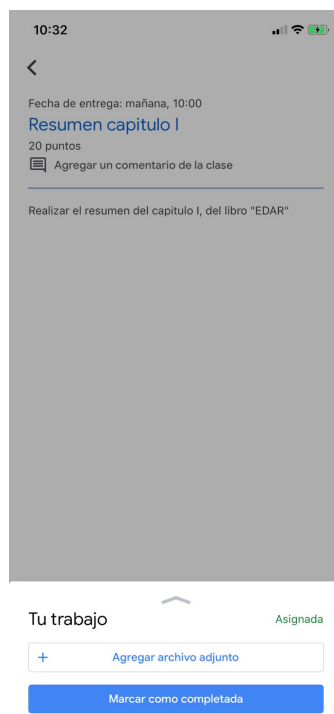 10:32
Fecha de entrega: mañana, 10:00
Resumen capitulo I
20 puntos
Agregar un comentario de la clase
Realizar el resumen del capitulo I, del libro "EDAR"
Tu trabajo
Asignada
+ Agregar archivo adjunto
Marcar como completada